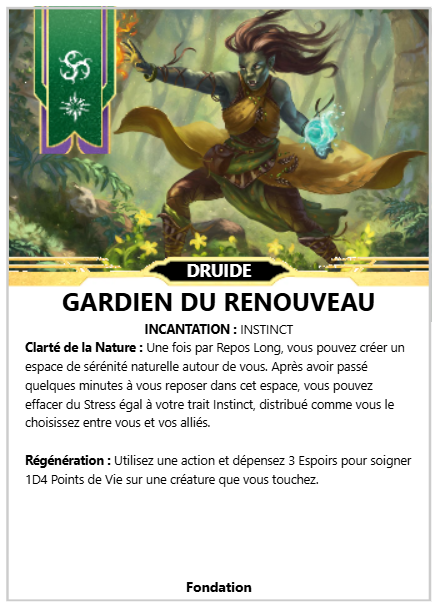 DRUIDE
GARDIEN DU RENOUVEAU
INCANTATION : INSTINCT
Clarté de la Nature : Une fois par Repos Long, vous pouvez créer un
espace de sérénité naturelle autour de vous. Après avoir passé
quelques minutes à vous reposer dans cet espace, vous pouvez
effacer du Stress égal à votre trait Instinct, distribué comme vous le
choisissez entre vous et vos alliés.
Régénération : Utilisez une action et dépensez 3 Espoirs pour soigner
1D4 Points de Vie sur une créature que vous touchez.
Fondation